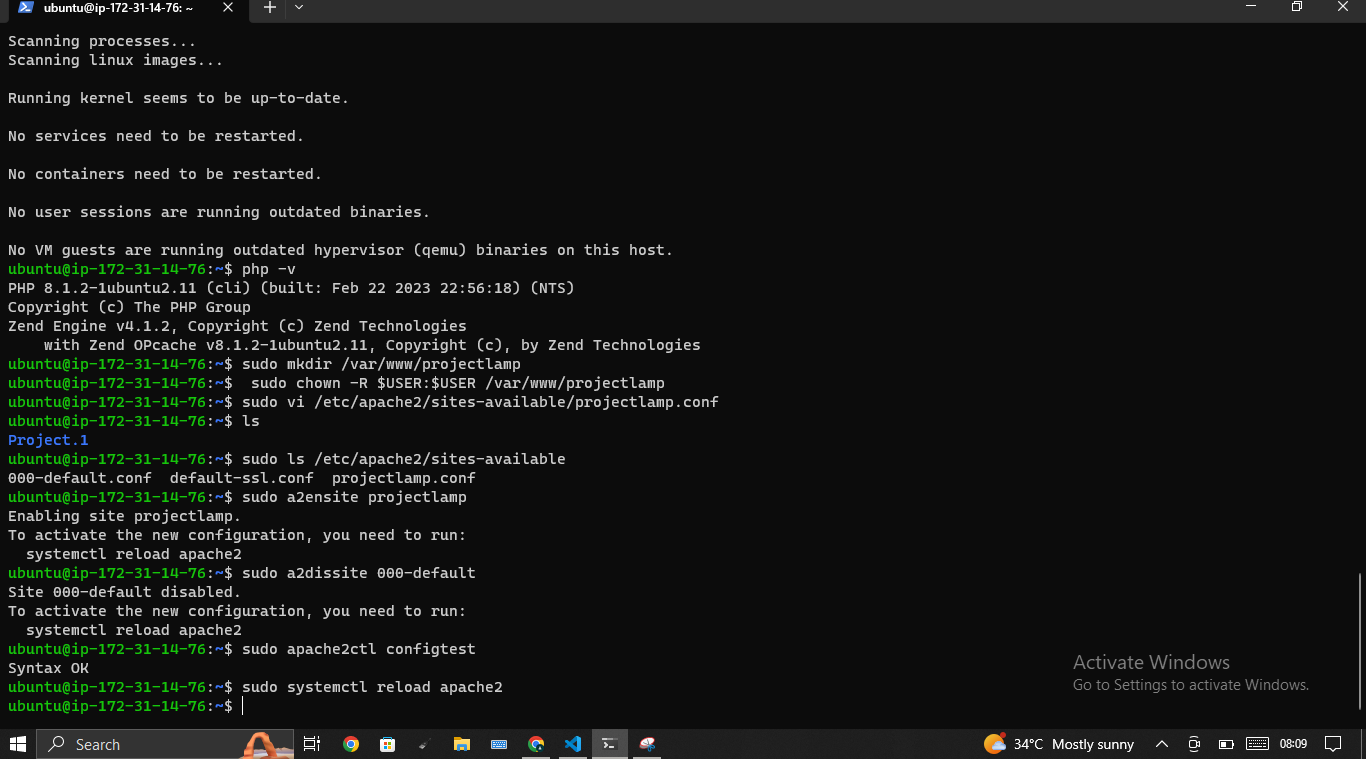 ubuntu@ip-172-31-14-76: ~
Scanning processes...
Scanning linux images...
Running kernel seems to be up-to-date.
No services need to be restarted.
No containers need to be restarted.
No user sessions are running outdated binaries.
No VM guests are running outdated hypervisor (qemu) binaries on this host.
ubuntu@ip-172-31-14-76:~$ php -v
PHP 8.1.2-1ubuntu2.11 (cli) (built: Feb 22 2023 22:56:18) (NTS)
Copyright (c) The PHP Group
Zend Engine v4.1.2, Copyright (c) Zend Technologies
    with Zend OPcache v8.1.2-1ubuntu2.11, Copyright (c), by Zend Technologies
ubuntu@ip-172-31-14-76:~$ sudo mkdir /var/www/projectlamp
ubuntu@ip-172-31-14-76:~$  sudo chown -R $USER:$USER /var/www/projectlamp
ubuntu@ip-172-31-14-76:~$ sudo vi /etc/apache2/sites-available/projectlamp.conf
ubuntu@ip-172-31-14-76:~$ ls
Project.1
ubuntu@ip-172-31-14-76:~$ sudo ls /etc/apache2/sites-available
000-default.conf  default-ssl.conf  projectlamp.conf
ubuntu@ip-172-31-14-76:~$ sudo a2ensite projectlamp
Enabling site projectlamp.
To activate the new configuration, you need to run:
  systemctl reload apache2
ubuntu@ip-172-31-14-76:~$ sudo a2dissite 000-default
Site 000-default disabled.
To activate the new configuration, you need to run:
  systemctl reload apache2
ubuntu@ip-172-31-14-76:~$ sudo apache2ctl configtest
Syntax OK
ubuntu@ip-172-31-14-76:~$ sudo systemctl reload apache2
ubuntu@ip-172-31-14-76:~$
Activate Windows
Go to Settings to activate Windows.
Search
34°C Mostly sunny
08:09